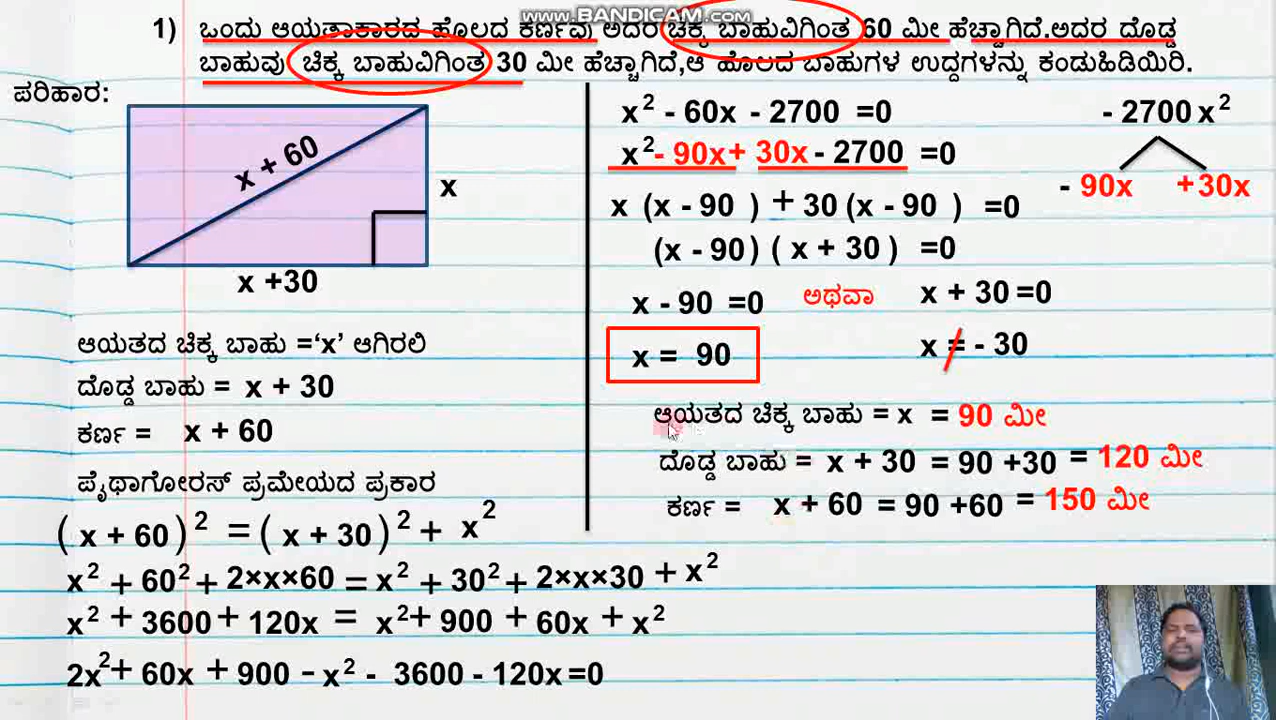 www.BANDICAM.com
1) ಒಂದು ಆಯತಾಕಾರದ ಹೊಲದ ಕರ್ಣವು ಅದರ ಚಿಕ್ಕ ಬಾಹುವಿಗಿಂತ 60 ಮೀ ಹೆಚ್ಚಾಗಿದೆ.ಅದರ ದೊಡ್ಡ
ಬಾಹುವು ಚಿಕ್ಕ ಬಾಹುವಿಗಿಂತ 30 ಮೀ ಹೆಚ್ಚಾಗಿದೆ,ಆ ಹೊಲದ ಬಾಹುಗಳ ಉದ್ದಗಳನ್ನು ಕಂಡುಹಿಡಿಯಿರಿ.
ಪರಿಹಾರ:
x + 60
x
x +30
ಆಯತದ ಚಿಕ್ಕ ಬಾಹು =‘x’ ಆಗಿರಲಿ
ದೊಡ್ಡ ಬಾಹು = x + 30
ಕರ್ಣ = x + 60
ಪೈಥಾಗೋರಸ್ ಪ್ರಮೇಯದ ಪ್ರಕಾರ
( x + 60 )² = ( x + 30 )² + x²
x² + 60² + 2×x×60 = x² + 30² + 2×x×30 + x²
x² + 3600 + 120x = x² + 900 + 60x + x²
2x² + 60x + 900 - x² - 3600 - 120x =0
x² - 60x - 2700 =0
x² - 90x + 30x - 2700 =0
x (x - 90 ) + 30 (x - 90 ) =0
(x - 90 ) ( x + 30 ) =0
x - 90 =0 ಅಥವಾ x + 30 =0
x = 90 x = - 30
- 2700 x²
- 90x +30x
ಆಯತದ ಚಿಕ್ಕ ಬಾಹು = x = 90 ಮೀ
ದೊಡ್ಡ ಬಾಹು = x + 30 = 90 +30 = 120 ಮೀ
ಕರ್ಣ = x + 60 = 90 +60 = 150 ಮೀ